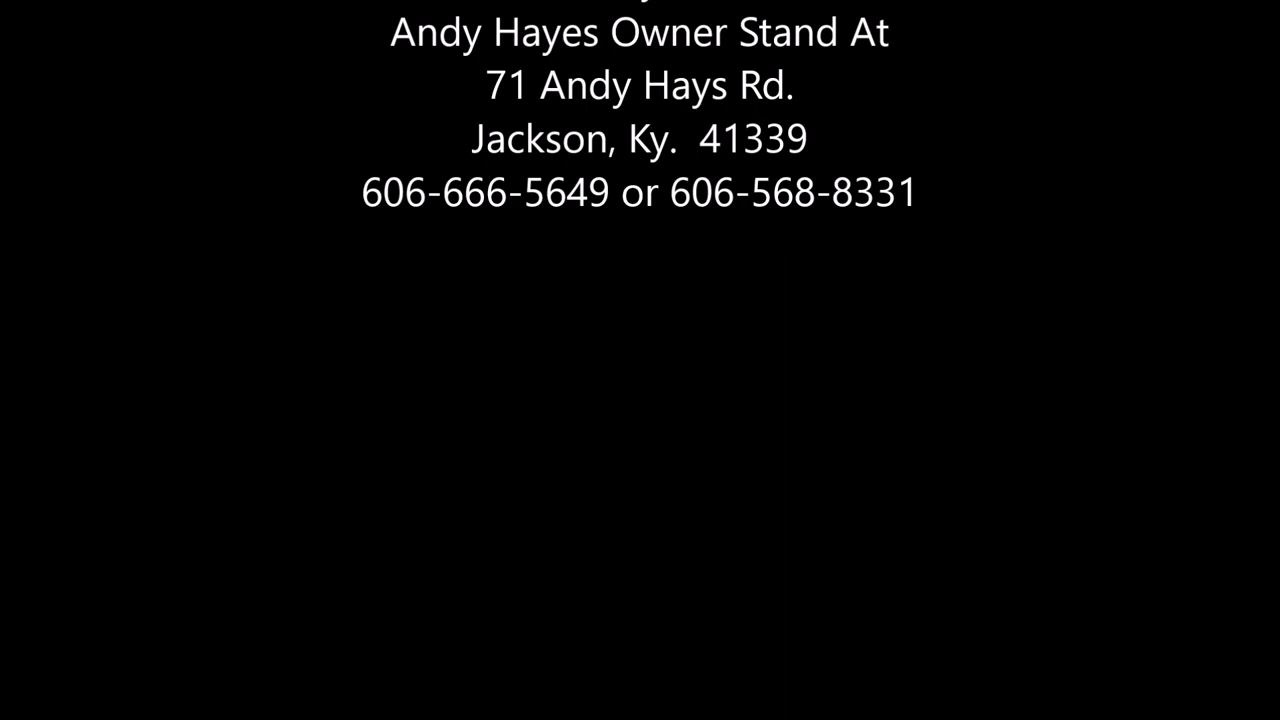 Andy Hayes Owner Stand At
71 Andy Hays Rd.
Jackson, Ky.  41339
606-666-5649 or 606-568-8331